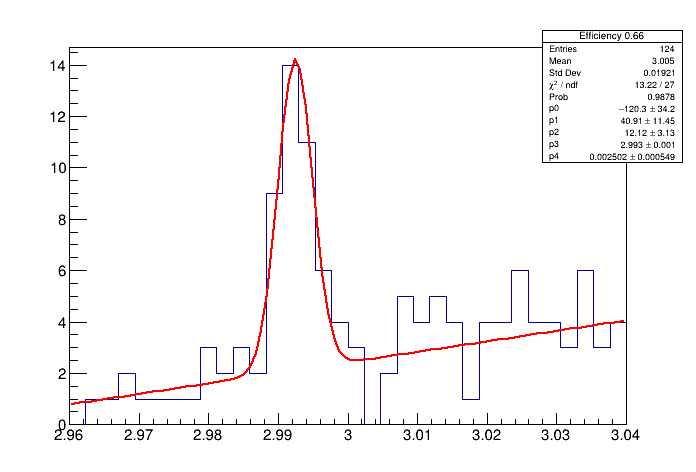 Efficiency 0.66
Entries 124
Mean 3.005
Std Dev 0.01921
χ² / ndf 13.22 / 27
Prob 0.9878
p0 −120.3 ± 34.2
p1 40.91 ± 11.45
p2 12.12 ± 3.13
p3 2.993 ± 0.001
p4 0.002502 ± 0.000549
14
12
10
8
6
4
2
0
2.96 2.97 2.98 2.99 3 3.01 3.02 3.03 3.04